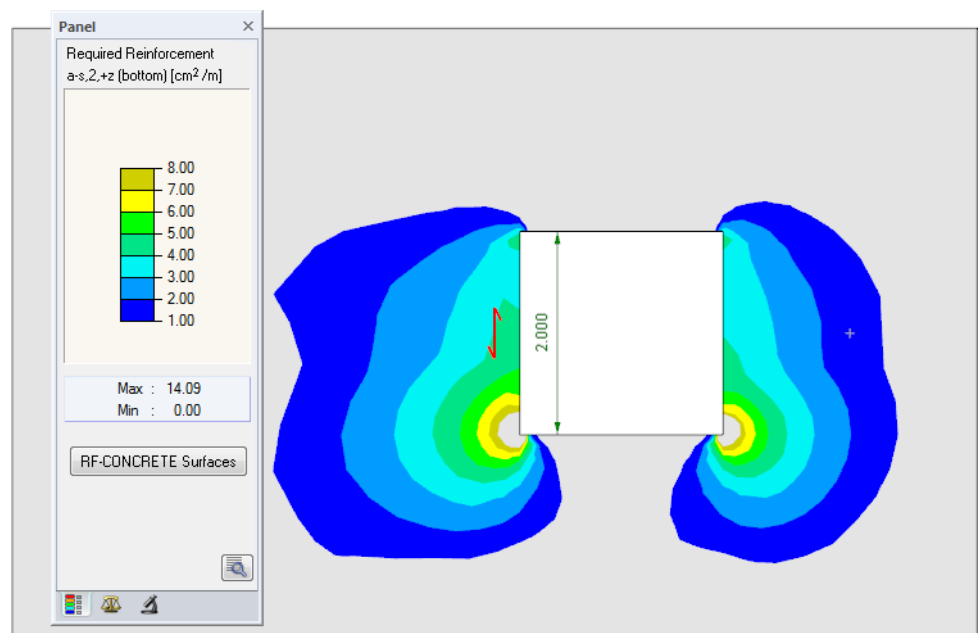 Panel
Required Reinforcement
a-s,2,+z (bottom) [cm²/m]
8.00
7.00
6.00
5.00
4.00
3.00
2.00
1.00
Max : 14.09
Min : 0.00
RF-CONCRETE Surfaces
2.000